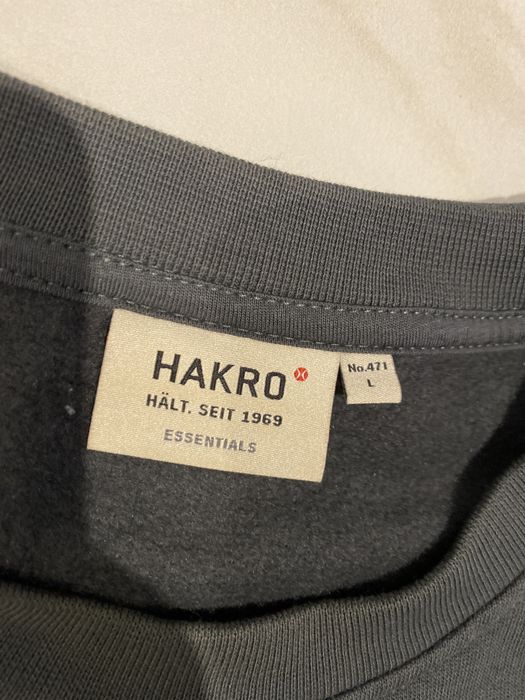 HAKRO
HÄLT. SEIT 1969
ESSENTIALS
No.471
L